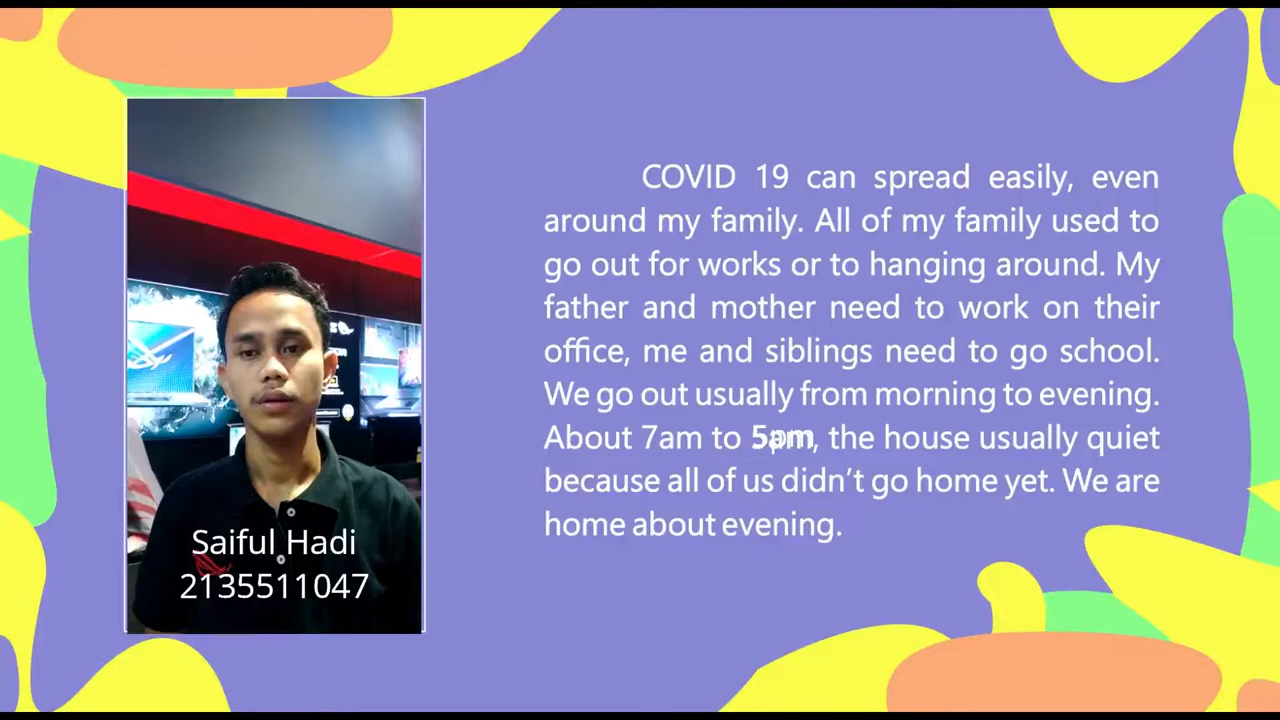 COVID 19 can spread easily, even
around my family. All of my family used to
go out for works or to hanging around. My
father and mother need to work on their
office, me and siblings need to go school.
We go out usually from morning to evening.
About 7am to 5pm, the house usually quiet
because all of us didn't go home yet. We are
home about evening.
Saiful Hadi
2135511047